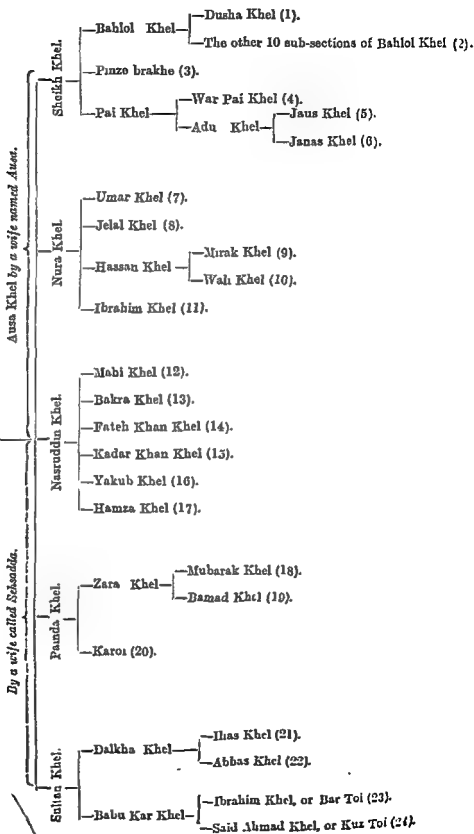 Ausa Khel by a wife named Ausa.
By a wife called Sehsadda.
Sheikh Khel.
Bahlol Khel
Dusha Khel (1).
The other 10 sub-sections of Bahlol Khel (2).
Pinze brakhe (3).
Pai Khel
War Pai Khel (4).
Adu Khel
Jaus Khel (5).
Janas Khel (6).
Nura Khel.
Umar Khel (7).
Jelal Khel (8).
Hassan Khel
Mirak Khel (9).
Wali Khel (10).
Ibrahim Khel (11).
Nasruddin Khel.
Mabi Khel (12).
Bakra Khel (13).
Fateh Khan Khel (14).
Kadar Khan Khel (15).
Yakub Khel (16).
Hamza Khel (17).
Painda Khel.
Zara Khel
Mubarak Khel (18).
Bamad Khel (19).
Karoi (20).
Sultan Khel.
Dalkha Khel
Ilias Khel (21).
Abbas Khel (22).
Babu Kar Khel
Ibrahim Khel, or Bar Toi (23).
Said Ahmad Khel, or Kuz Toi (24).